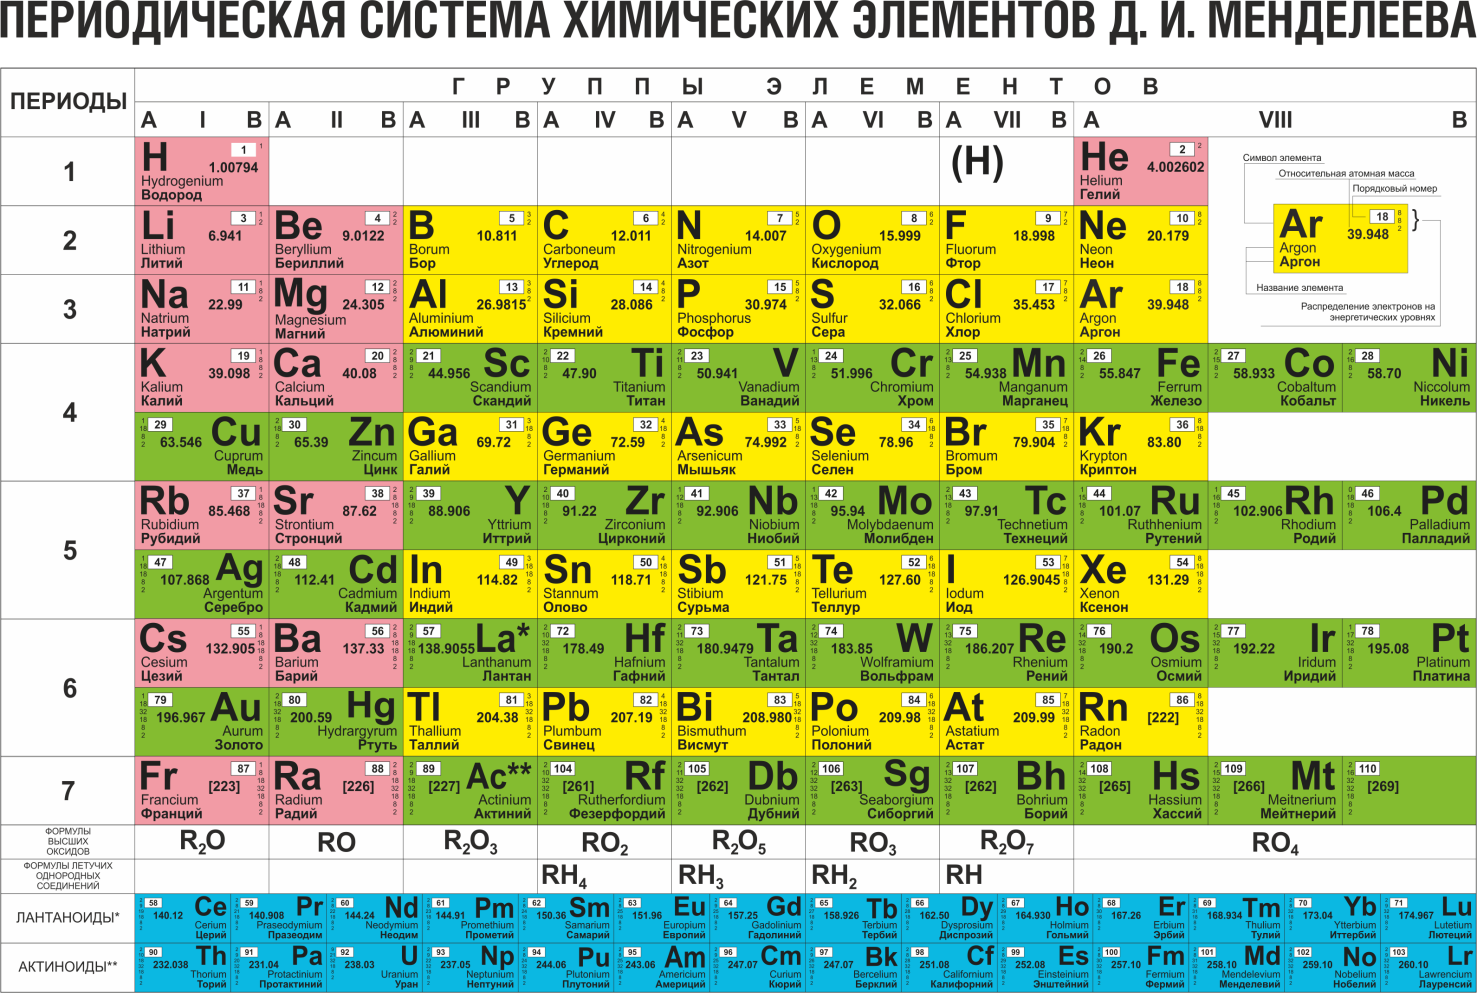 ПЕРИОДИЧЕСКАЯ СИСТЕМА ХИМИЧЕСКИХ ЭЛЕМЕНТОВ Д. И. МЕНДЕЛЕЕВА
ПЕРИОДЫ
ГРУППЫ ЭЛЕМЕНТОВ
A I B A II B A III B A IV B A V B A VI B A VII B A VIII B
1
H 1 1.00794 Hydrogenium Водород
(H)
He 2 4.002602 Helium Гелий
Символ элемента
Относительная атомная масса
Порядковый номер
Ar 18 39.948 Argon Аргон
Название элемента
Распределение электронов на
энергетических уровнях
2
Li 3 6.941 Lithium Литий
Be 4 9.0122 Beryllium Бериллий
B 5 10.811 Borum Бор
C 6 12.011 Carboneum Углерод
N 7 14.007 Nitrogenium Азот
O 8 15.999 Oxygenium Кислород
F 9 18.998 Fluorum Фтор
Ne 10 20.179 Neon Неон
3
Na 11 22.99 Natrium Натрий
Mg 12 24.305 Magnesium Магний
Al 13 26.9815 Aluminium Алюминий
Si 14 28.086 Silicium Кремний
P 15 30.974 Phosphorus Фосфор
S 16 32.066 Sulfur Сера
Cl 17 35.453 Chlorium Хлор
Ar 18 39.948 Argon Аргон
4
K 19 39.098 Kalium Калий
Ca 20 40.08 Calcium Кальций
21 44.956 Sc Scandium Скандий
22 47.90 Ti Titanium Титан
23 50.941 V Vanadium Ванадий
24 51.996 Cr Chromium Хром
25 54.938 Mn Manganum Марганец
26 55.847 Fe Ferrum Железо
27 58.933 Co Cobaltum Кобальт
28 58.70 Ni Niccolum Никель
29 63.546 Cu Cuprum Медь
30 65.39 Zn Zincum Цинк
Ga 31 69.72 Gallium Галий
Ge 32 72.59 Germanium Германий
As 33 74.992 Arsenicum Мышьяк
Se 34 78.96 Selenium Селен
Br 35 79.904 Bromum Бром
Kr 36 83.80 Krypton Криптон
5
Rb 37 85.468 Rubidium Рубидий
Sr 38 87.62 Strontium Стронций
39 88.906 Y Yttrium Иттрий
40 91.22 Zr Zirconium Цирконий
41 92.906 Nb Niobium Ниобий
42 95.94 Mo Molybdaenum Молибден
43 97.91 Tc Technetium Технеций
44 101.07 Ru Ruthhenium Рутений
45 102.906 Rh Rhodium Родий
46 106.4 Pd Palladium Палладий
47 107.868 Ag Argentum Серебро
48 112.41 Cd Cadmium Кадмий
In 49 114.82 Indium Индий
Sn 50 118.71 Stannum Олово
Sb 51 121.75 Stibium Сурьма
Te 52 127.60 Tellurium Теллур
I 53 126.9045 Iodum Иод
Xe 54 131.29 Xenon Ксенон
6
Cs 55 132.905 Cesium Цезий
Ba 56 137.33 Barium Барий
57 138.9055 La* Lanthanum Лантан
72 178.49 Hf Hafnium Гафний
73 180.9479 Ta Tantalum Тантал
74 183.85 W Wolframium Вольфрам
75 186.207 Re Rhenium Рений
76 190.2 Os Osmium Осмий
77 192.22 Ir Iridium Иридий
78 195.08 Pt Platinum Платина
79 196.967 Au Aurum Золото
80 200.59 Hg Hydrargyrum Ртуть
Tl 81 204.38 Thallium Таллий
Pb 82 207.19 Plumbum Свинец
Bi 83 208.980 Bismuthum Висмут
Po 84 209.98 Polonium Полоний
At 85 209.99 Astatium Астат
Rn 86 [222] Radon Радон
7
Fr 87 [223] Francium Франций
Ra 88 [226] Radium Радий
89 [227] Ac** Actinium Актиний
104 [261] Rf Rutherfordium Фезерфордий
105 [262] Db Dubnium Дубний
106 [263] Sg Seaborgium Сиборгий
107 [262] Bh Bohrium Борий
108 [265] Hs Hassium Хассий
109 [266] Mt Meitnerium Мейтнерий
110 [269]
ФОРМУЛЫ
ВЫСШИХ
ОКСИДОВ
R2O RO R2O3 RO2 R2O5 RO3 R2O7 RO4
ФОРМУЛЫ ЛЕТУЧИХ
ОДНОРОДНЫХ
СОЕДИНЕНИЙ
RH4 RH3 RH2 RH
ЛАНТАНОИДЫ*
58 140.12 Ce Cerium Церий
59 140.908 Pr Praseodymium Празеодим
60 144.24 Nd Neodymium Неодим
61 144.91 Pm Promethium Прометий
62 150.36 Sm Samarium Самарий
63 151.96 Eu Europium Европий
64 157.25 Gd Gadolinium Гадолиний
65 158.926 Tb Terbium Тербий
66 162.50 Dy Dysprosium Диспрозий
67 164.930 Ho Holmium Гольмий
68 167.26 Er Erbium Эрбий
69 168.934 Tm Thulium Тулий
70 173.04 Yb Ytterbium Иттербий
71 174.967 Lu Lutetium Лютеций
АКТИНОИДЫ**
90 232.038 Th Thorium Торий
91 231.04 Pa Protactinium Протактиний
92 238.03 U Uranium Уран
93 237.05 Np Neptunium Нептуний
94 244.06 Pu Plutonium Плутоний
95 243.06 Am Americium Америций
96 247.07 Cm Curium Кюрий
97 247.07 Bk Bercelium Берклий
98 251.08 Cf Californium Калифорний
99 252.08 Es Einsteinium Энштейний
100 257.10 Fm Fermium Фермий
101 258.10 Md Mendelevium Менделевий
102 259.10 No Nobelium Нобелий
103 260.10 Lr Lawrencium Лауренсий